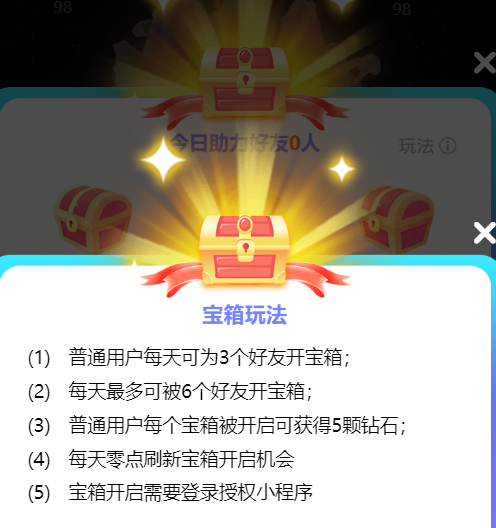 98
98
今日助力好友0人
玩法
宝箱玩法
(1) 普通用户每天可为3个好友开宝箱；
(2) 每天最多可被6个好友开宝箱；
(3) 普通用户每个宝箱被开启可获得5颗钻石；
(4) 每天零点刷新宝箱开启机会
(5) 宝箱开启需要登录授权小程序